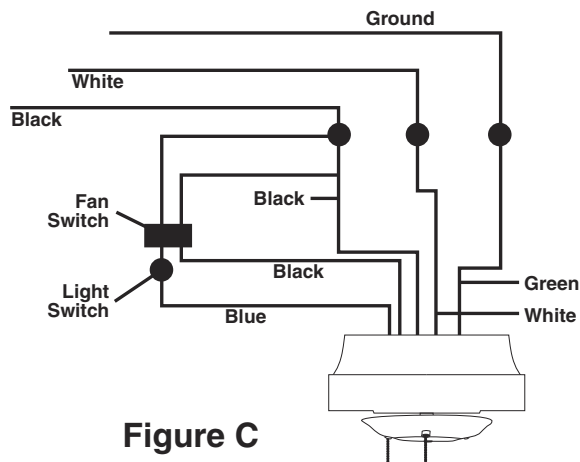 Ground
White
Black
Fan
Switch
Black
Black
Light
Switch
Blue
Green
White
Figure C